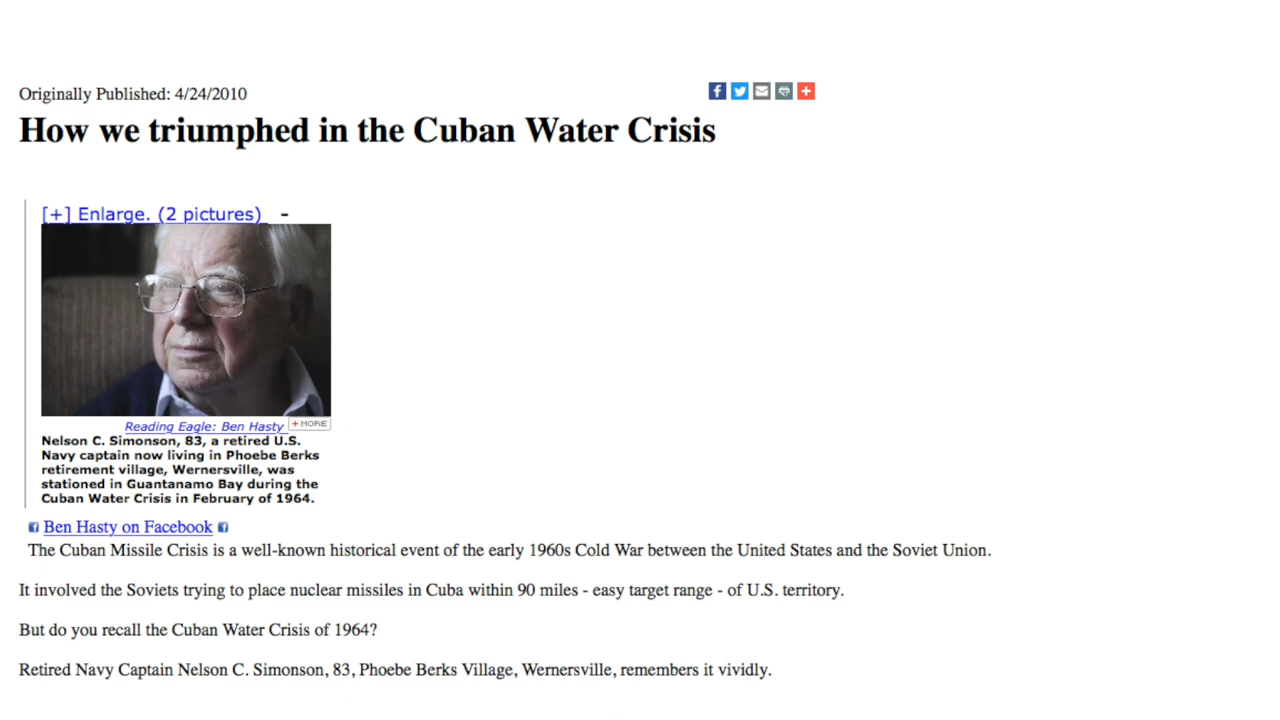 Originally Published: 4/24/2010
How we triumphed in the Cuban Water Crisis
[+] Enlarge. (2 pictures) -
Reading Eagle: Ben Hasty + MORE
Nelson C. Simonson, 83, a retired U.S.
Navy captain now living in Phoebe Berks
retirement village, Wernersville, was
stationed in Guantanamo Bay during the
Cuban Water Crisis in February of 1964.
Ben Hasty on Facebook
The Cuban Missile Crisis is a well-known historical event of the early 1960s Cold War between the United States and the Soviet Union.
It involved the Soviets trying to place nuclear missiles in Cuba within 90 miles - easy target range - of U.S. territory.
But do you recall the Cuban Water Crisis of 1964?
Retired Navy Captain Nelson C. Simonson, 83, Phoebe Berks Village, Wernersville, remembers it vividly.